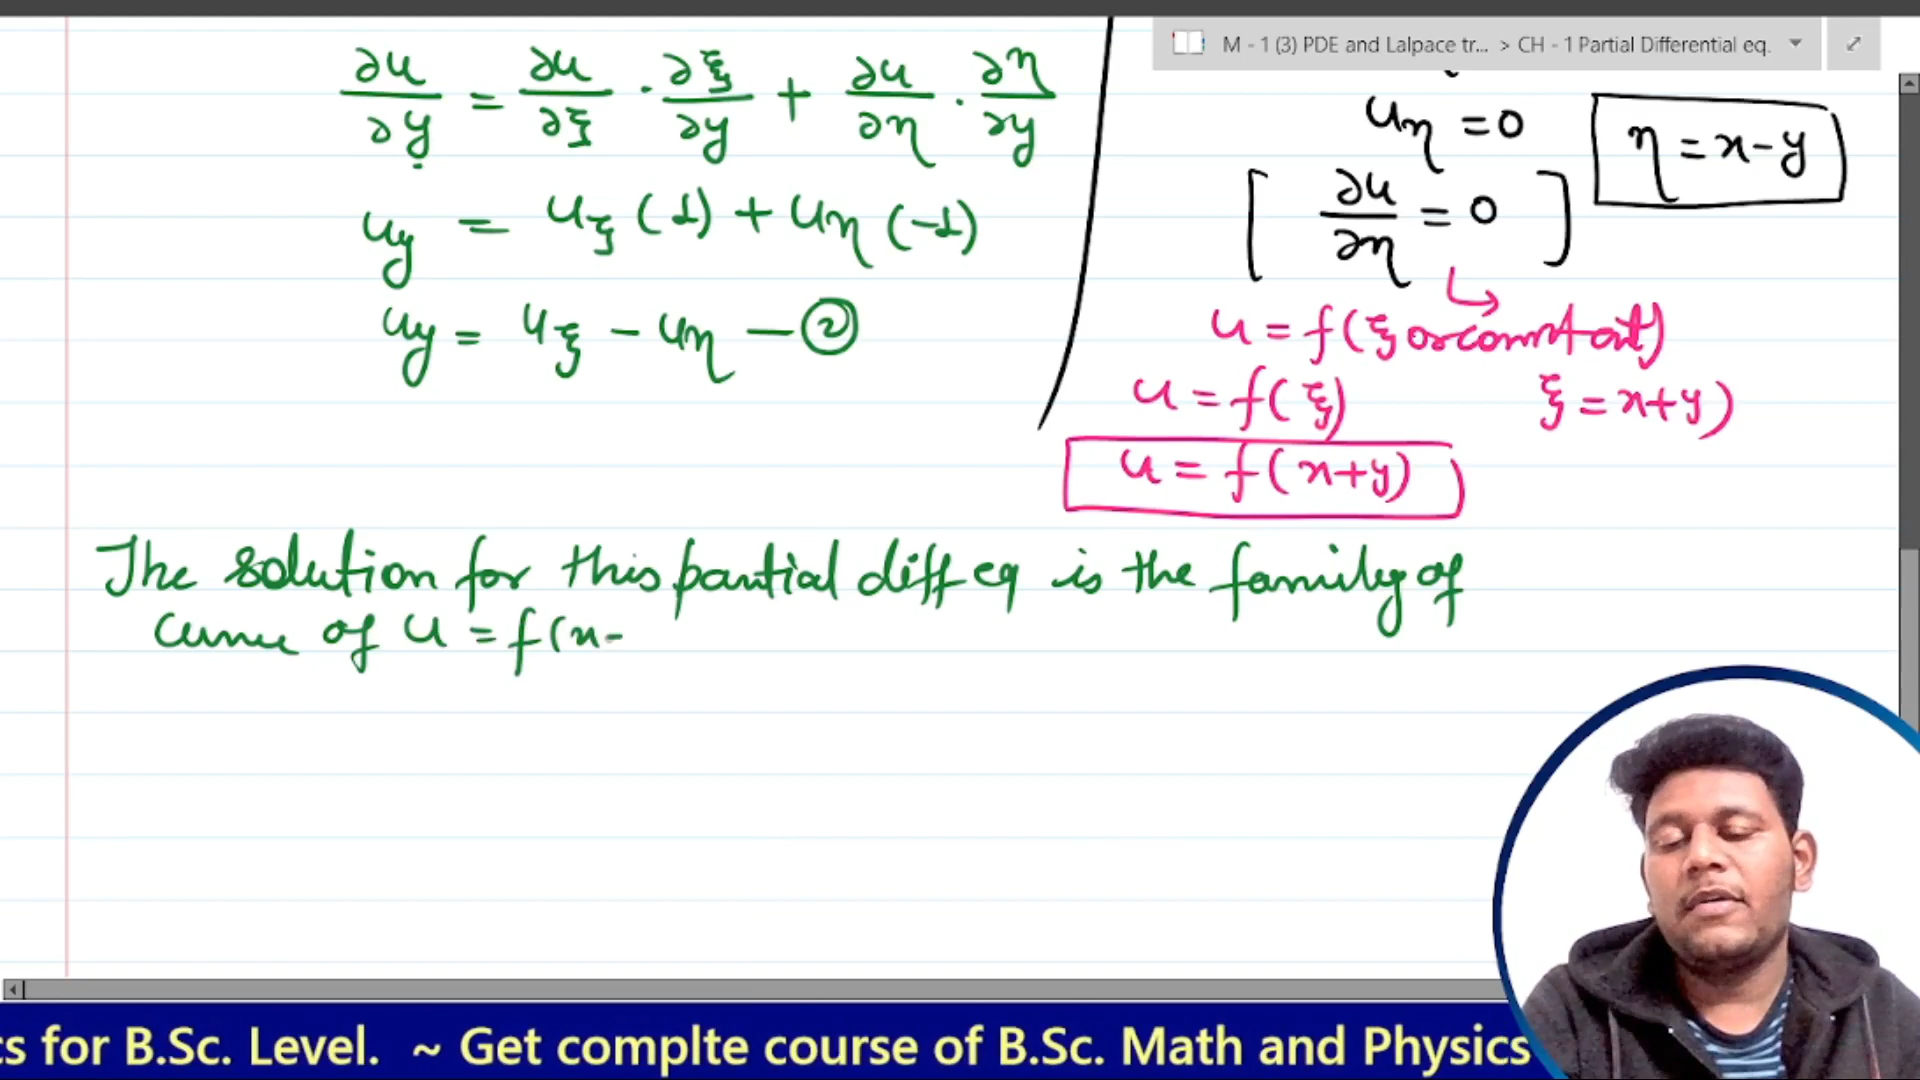 M - 1 (3) PDE and Lalpace tr... > CH - 1 Partial Differential eq.
∂u/∂y = ∂u/∂ξ · ∂ξ/∂y + ∂u/∂η · ∂η/∂y
u_y = u_ξ (1) + u_η (-1)
u_y = u_ξ - u_η — ②
u_η = 0
η = x - y
[ ∂u/∂η = 0 ]
u = f(ξ or constant)
u = f(ξ) ξ = x+y)
u = f(x+y)
The solution for this partial diff eq is the family of
curve of u = f(x-
cs for B.Sc. Level. ~ Get complte course of B.Sc. Math and Physics